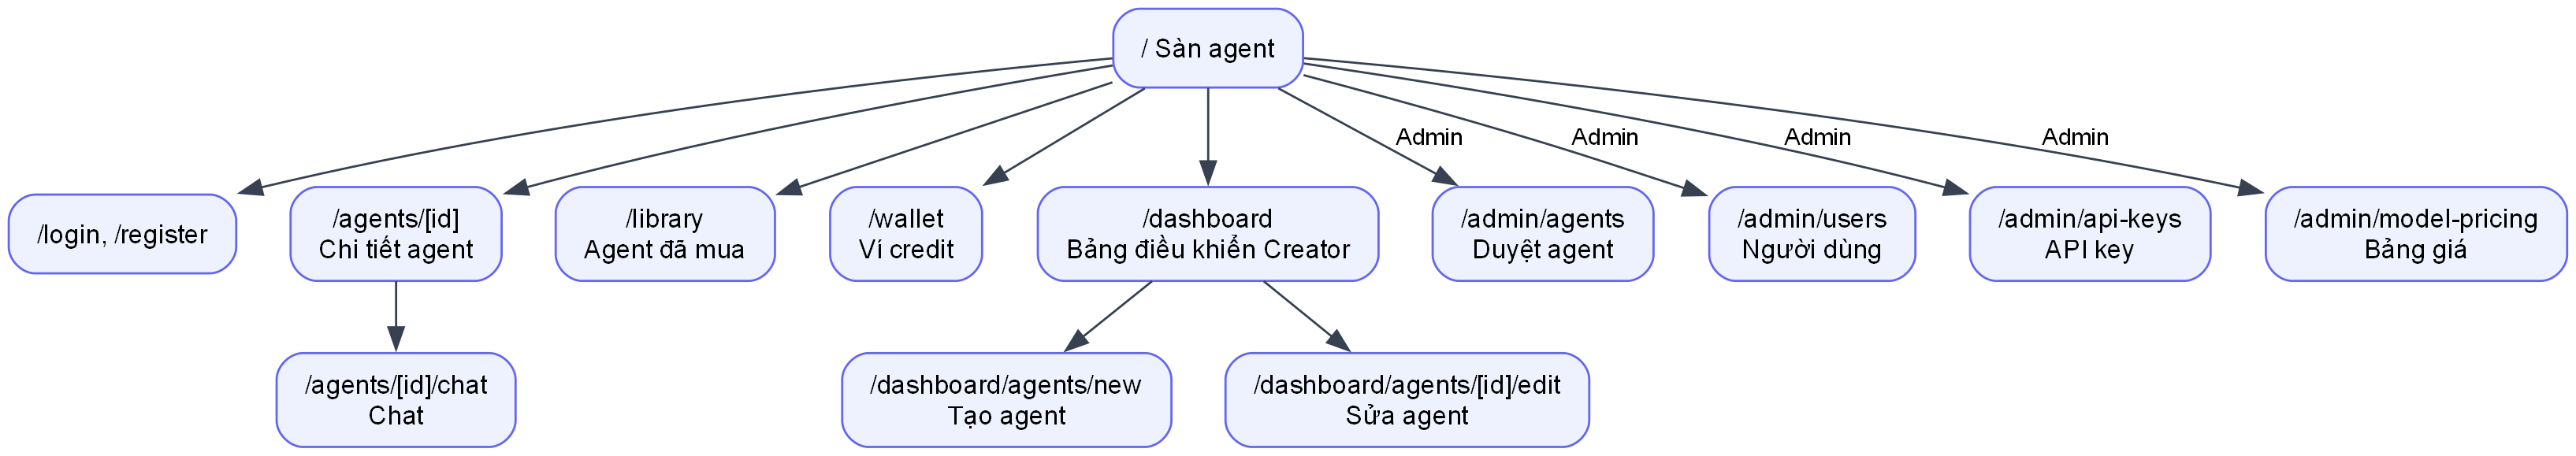 / Sàn agent
Admin
Admin
Admin
Admin
/login, /register
/agents/[id]
Chi tiết agent
/library
Agent đã mua
/wallet
Ví credit
/dashboard
Bảng điều khiển Creator
/admin/agents
Duyệt agent
/admin/users
Người dùng
/admin/api-keys
API key
/admin/model-pricing
Bảng giá
/agents/[id]/chat
Chat
/dashboard/agents/new
Tạo agent
/dashboard/agents/[id]/edit
Sửa agent